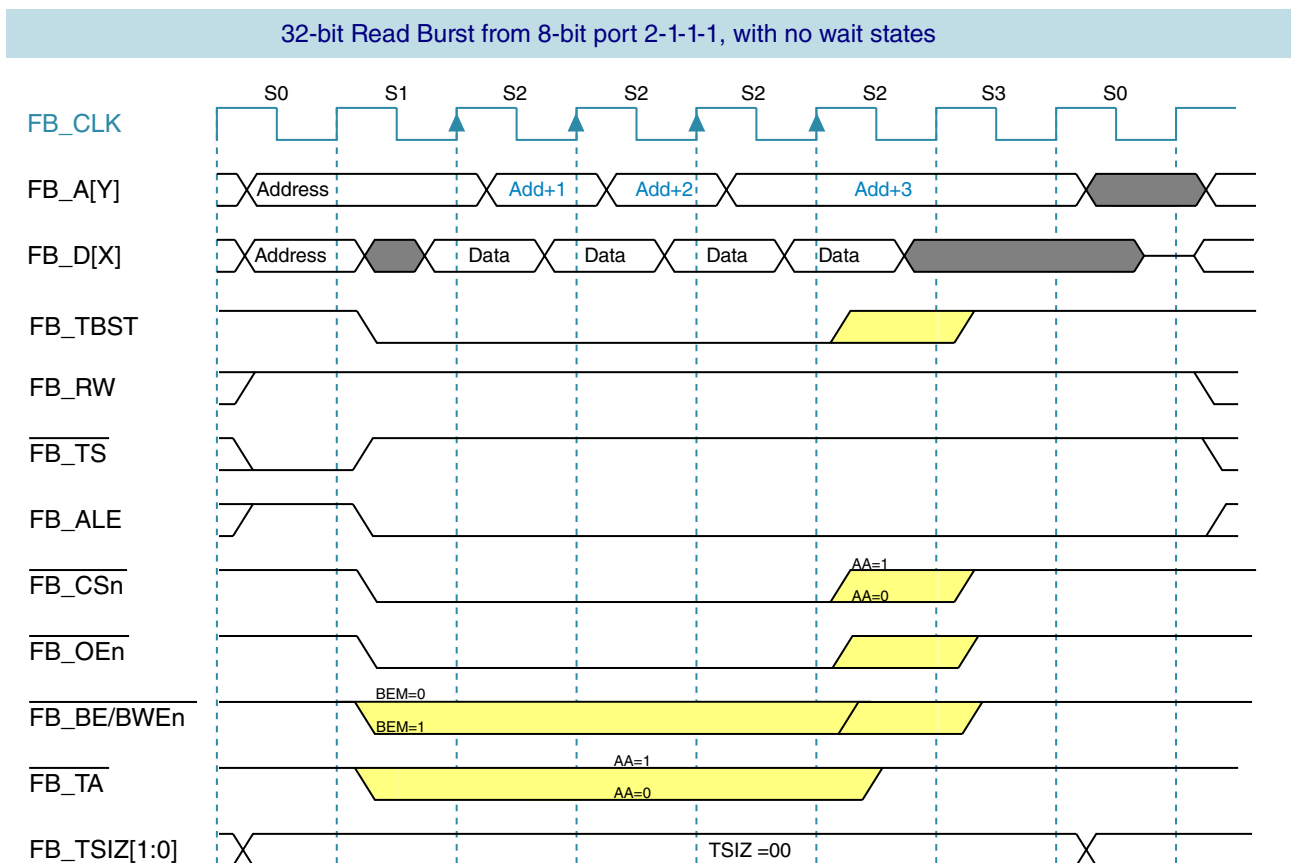 32-bit Read Burst from 8-bit port 2-1-1-1, with no wait states
S0 S1 S2 S2 S2 S2 S3 S0
FB_CLK
FB_A[Y] Address Add+1 Add+2 Add+3
FB_D[X] Address Data Data Data Data
FB_TBST
FB_RW
FB_TS
FB_ALE
AA=1
FB_CSn
AA=0
FB_OEn
BEM=0
FB_BE/BWEn
BEM=1
AA=1
FB_TA
AA=0
FB_TSIZ[1:0] TSIZ =00